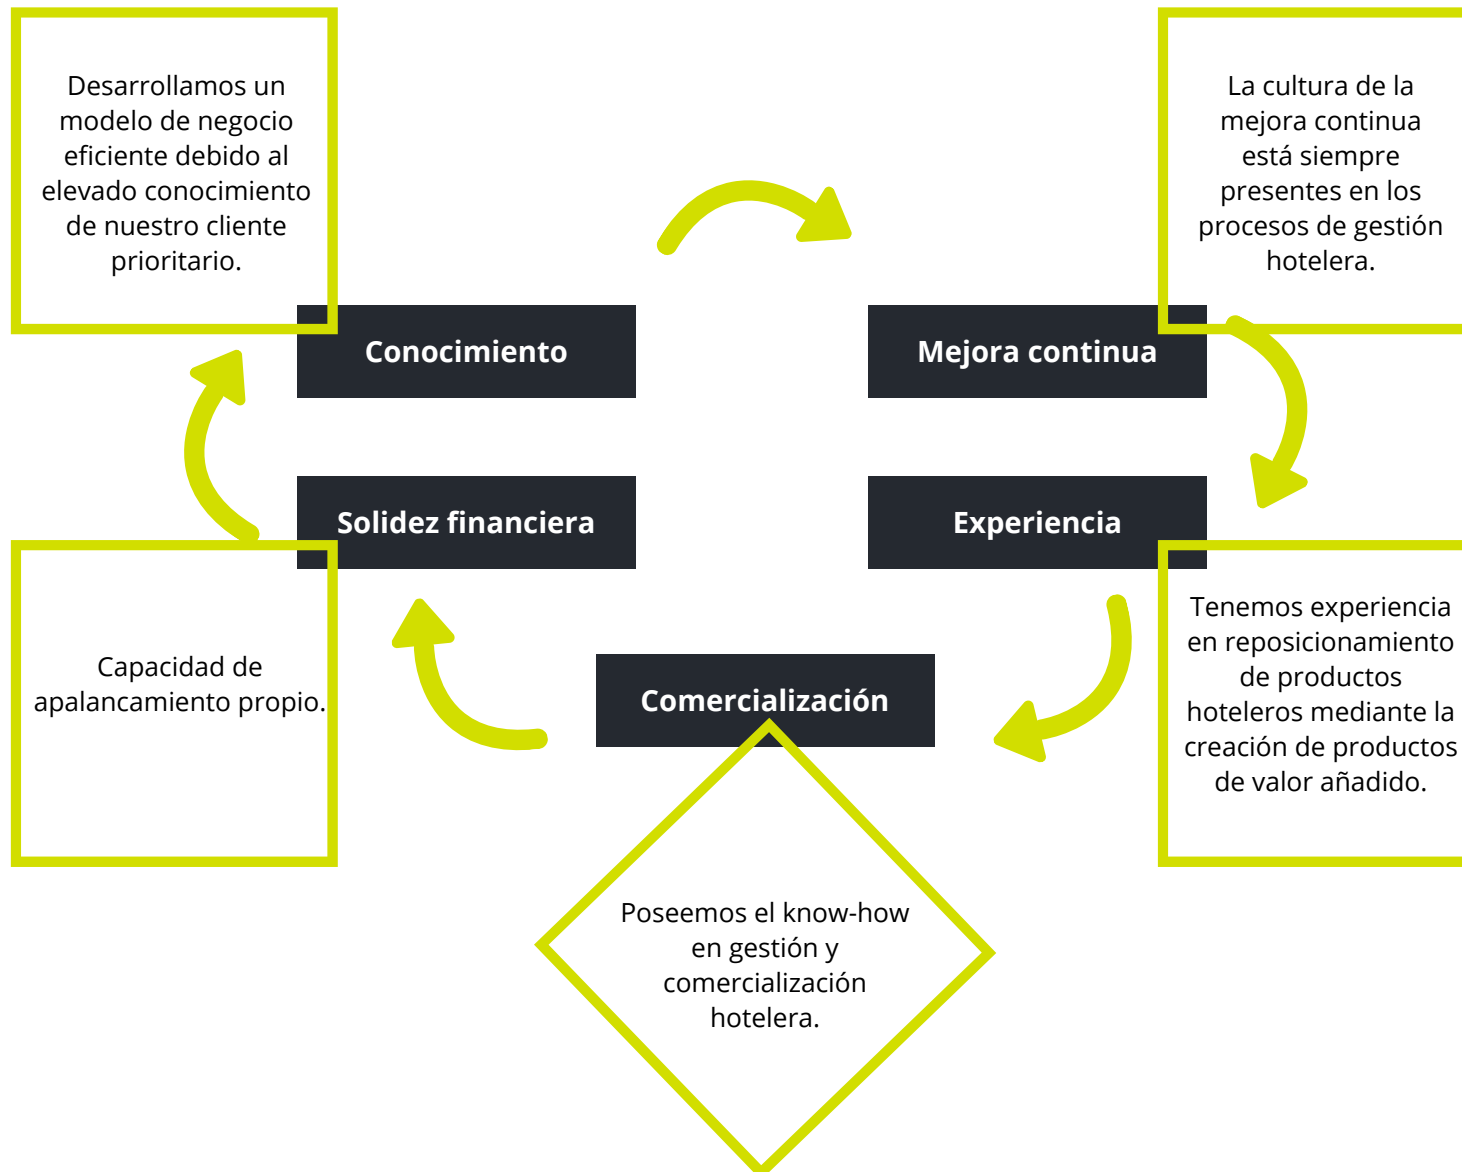 Desarrollamos un
modelo de negocio
eficiente debido al
elevado conocimiento
de nuestro cliente
prioritario.
Conocimiento
La cultura de la
mejora continua
está siempre
presentes en los
procesos de gestión
hotelera.
Mejora continua
Experiencia
Tenemos experiencia
en reposicionamiento
de productos
hoteleros mediante la
creación de productos
de valor añadido.
Comercialización
Poseemos el know-how
en gestión y
comercialización
hotelera.
Solidez financiera
Capacidad de
apalancamiento propio.